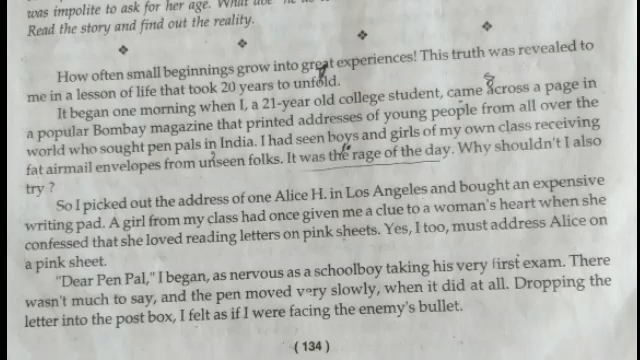 was impolite to ask for her age. What
Read the story and find out the reality.
How often small beginnings grow into great experiences! This truth was revealed to
me in a lesson of life that took 20 years to unfold.
It began one morning when I, a 21-year old college student, came across a page in
a popular Bombay magazine that printed addresses of young people from all over the
world who sought pen pals in India. I had seen boys and girls of my own class receiving
fat airmail envelopes from unseen folks. It was the rage of the day. Why shouldn't I also
try ?
So I picked out the address of one Alice H. in Los Angeles and bought an expensive
writing pad. A girl from my class had once given me a clue to a woman's heart when she
confessed that she loved reading letters on pink sheets. Yes, I too, must address Alice on
a pink sheet.
"Dear Pen Pal," I began, as nervous as a schoolboy taking his very first exam. There
wasn't much to say, and the pen moved very slowly, when it did at all. Dropping the
letter into the post box, I felt as if I were facing the enemy's bullet.
( 134 )